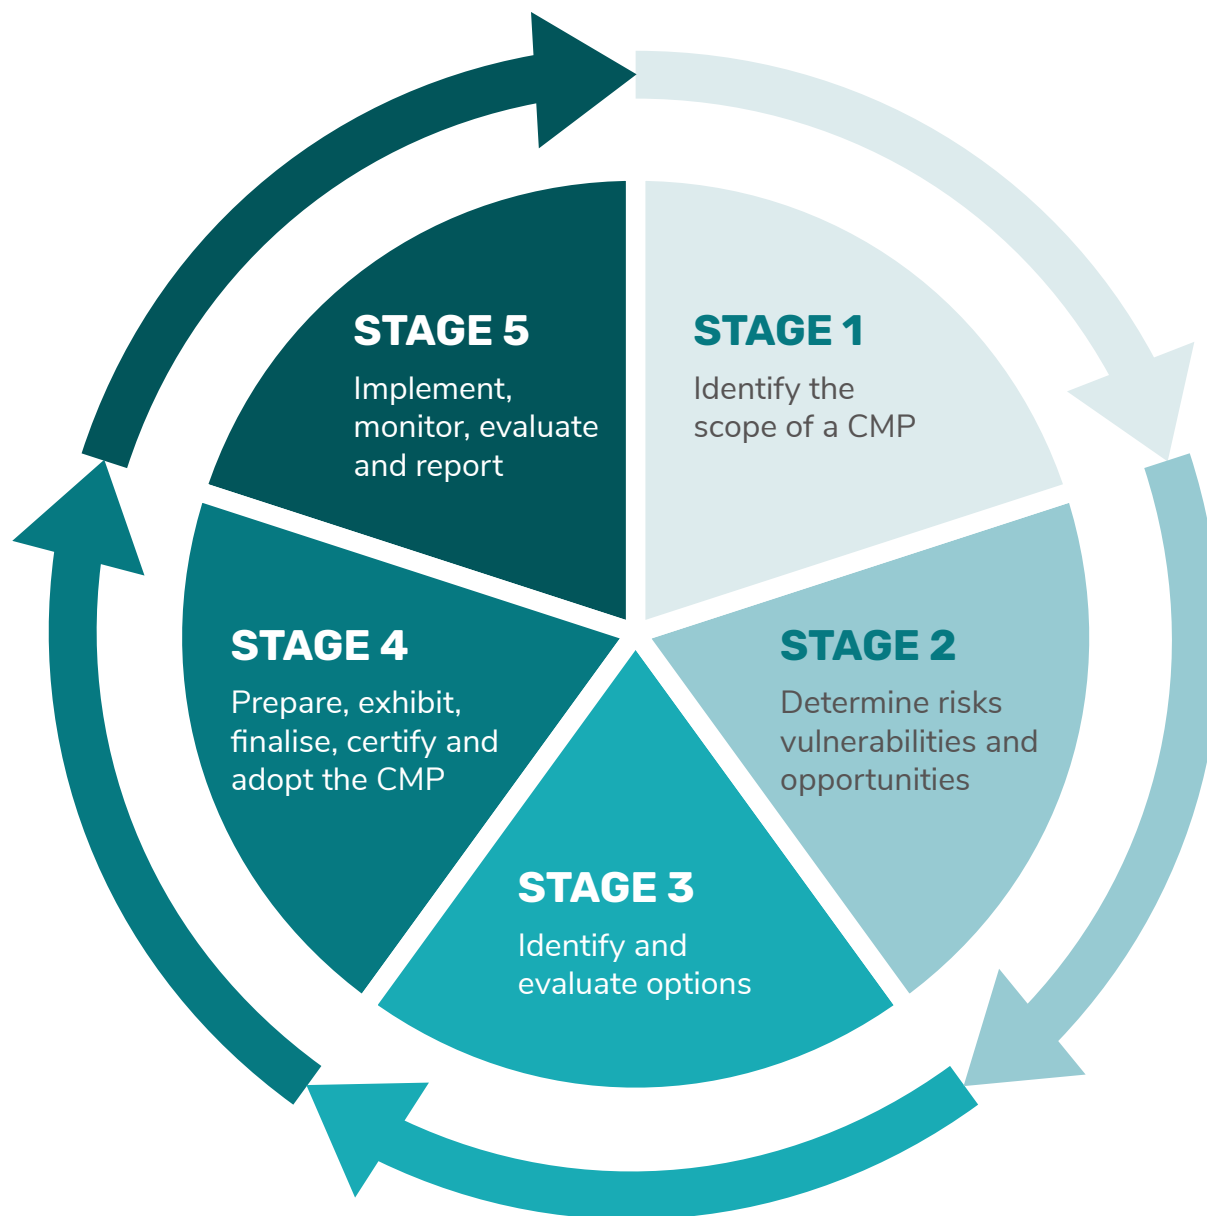 STAGE 1
Identify the
scope of a CMP
STAGE 2
Determine risks
vulnerabilities and
opportunities
STAGE 3
Identify and
evaluate options
STAGE 4
Prepare, exhibit,
finalise, certify and
adopt the CMP
STAGE 5
Implement,
monitor, evaluate
and report